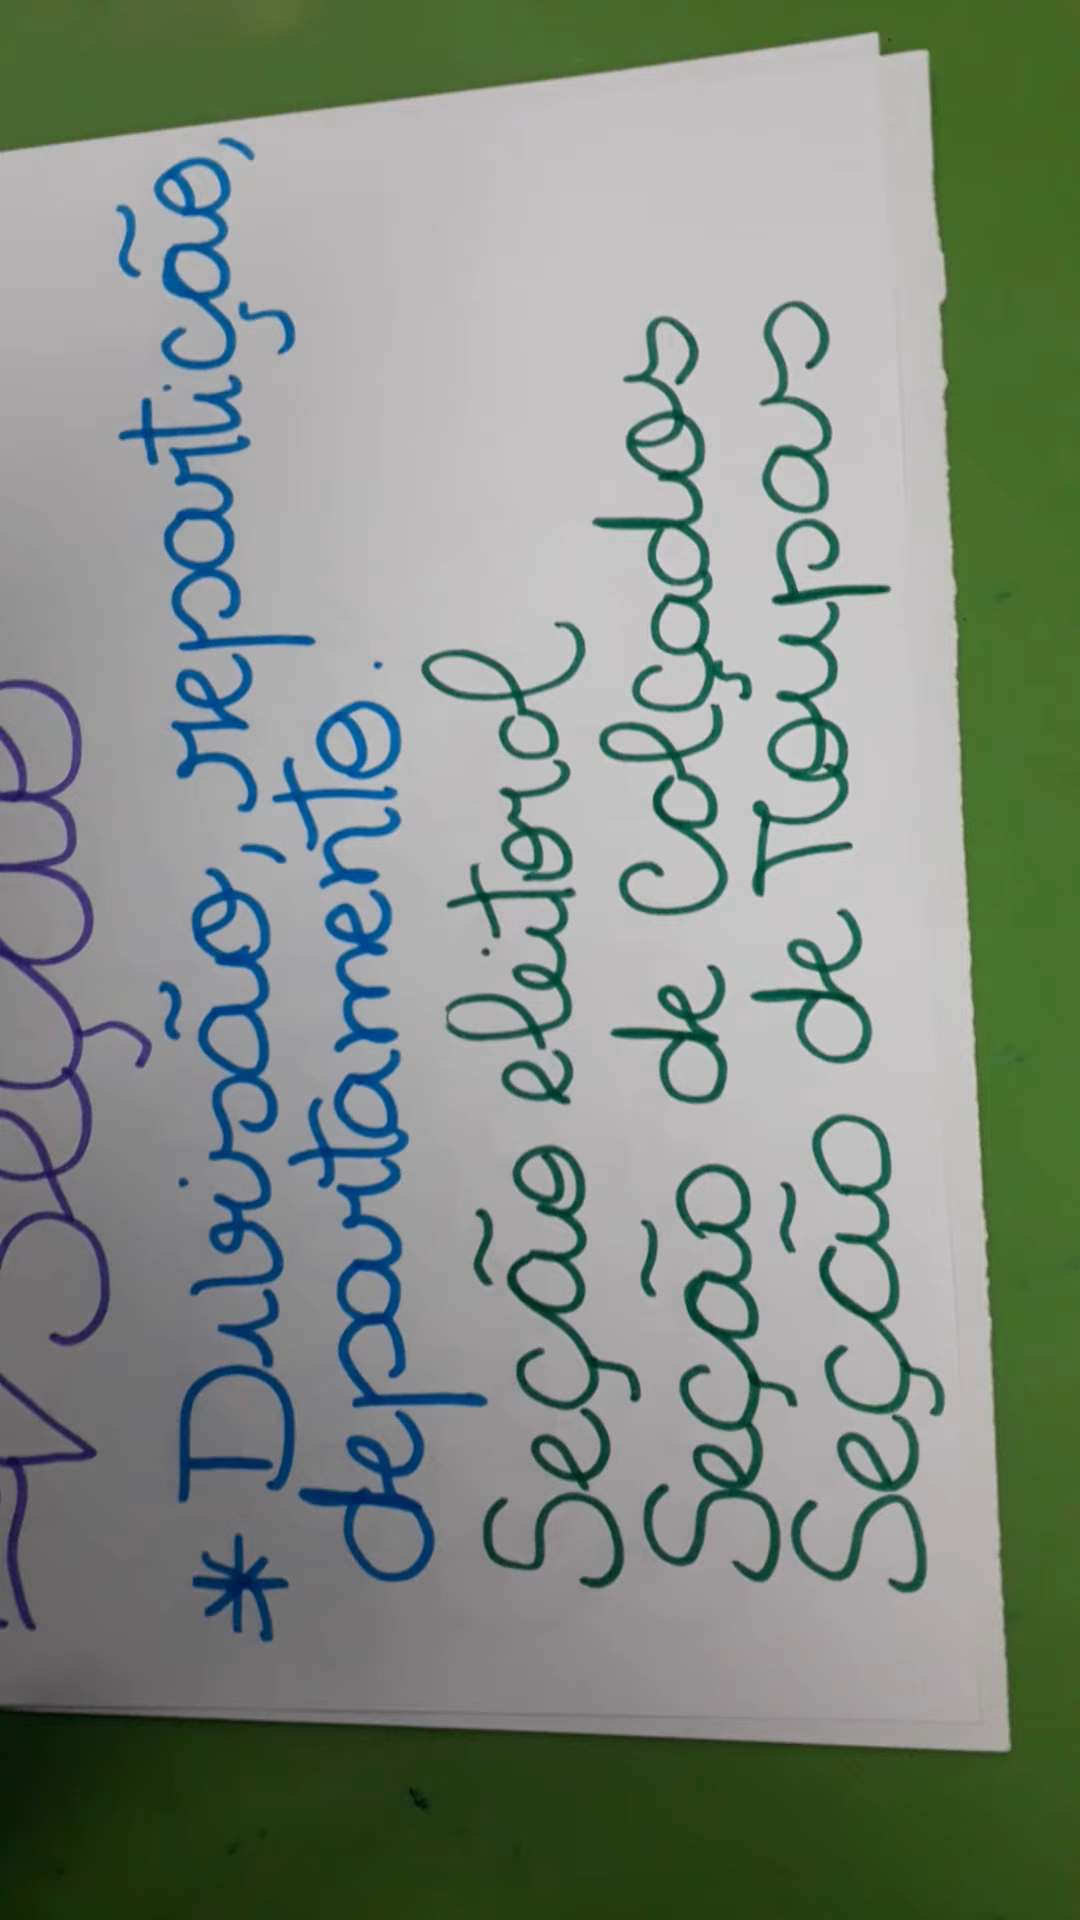 Seção
* Divisão, repartição,
departamento.
Seção eleitoral
Seção de Calçados
Seção de Roupas